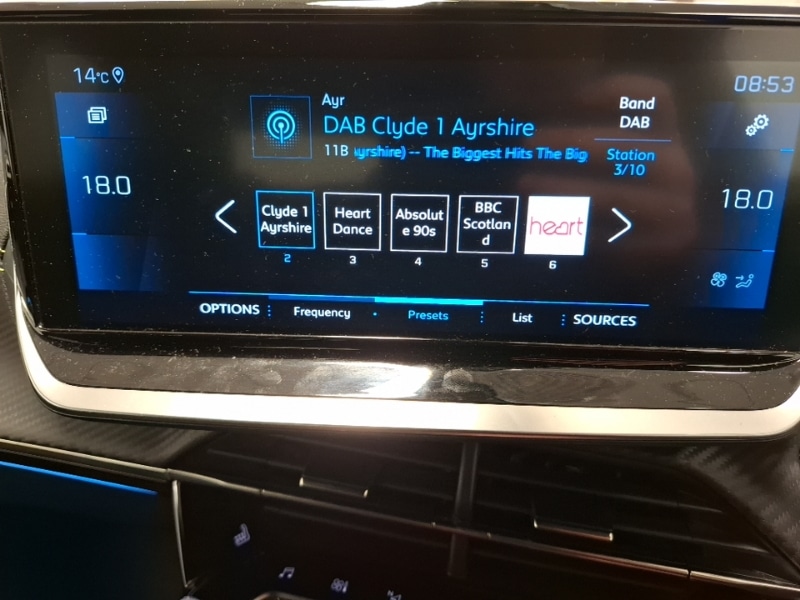 14°C
08:53
18.0
Ayr
DAB Clyde 1 Ayrshire
11B ayrshire) -- The Biggest Hits The Big
Band
DAB
Station
3/10
18.0
Clyde 1
Ayrshire
2
Heart
Dance
3
Absolut
e 90s
4
BBC
Scotlan
d
5
heart
6
OPTIONS
Frequency
Presets
List
SOURCES